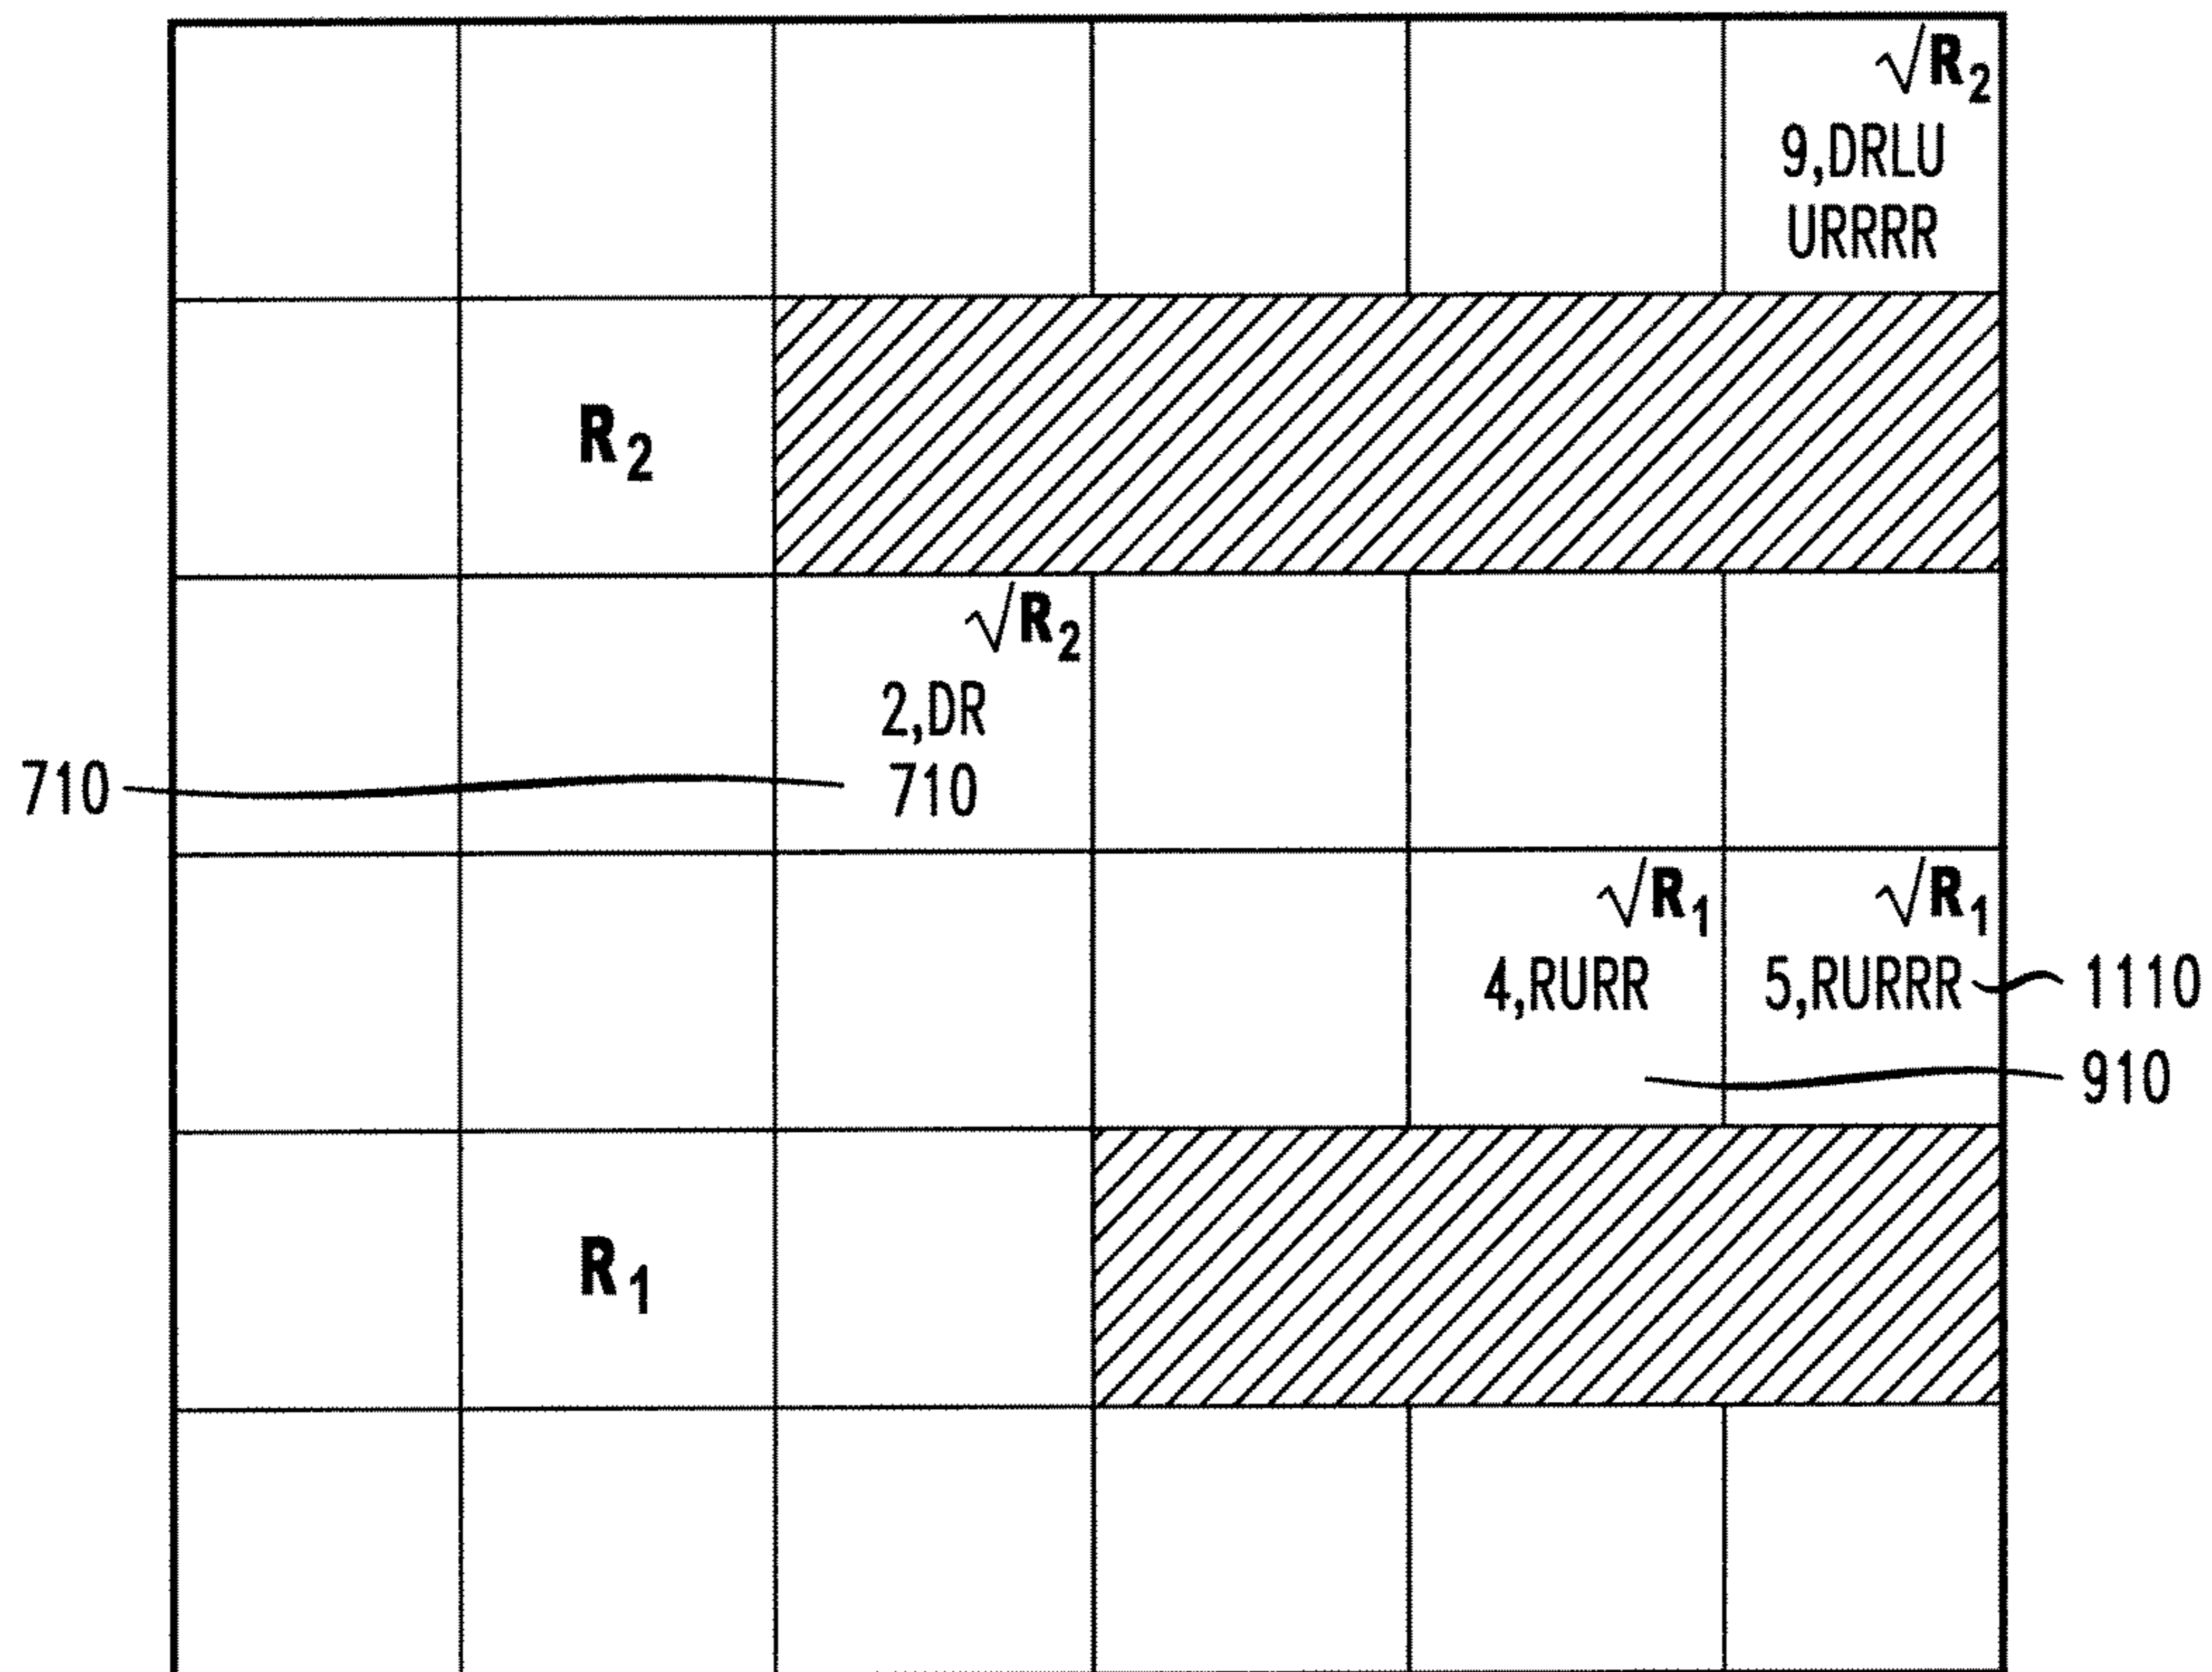 √R₂
9,DRLU
URRRR
R₂
√R₂
2,DR
710
710
√R₁
√R₁
4,RURR
5,RURRR
1110
910
R₁